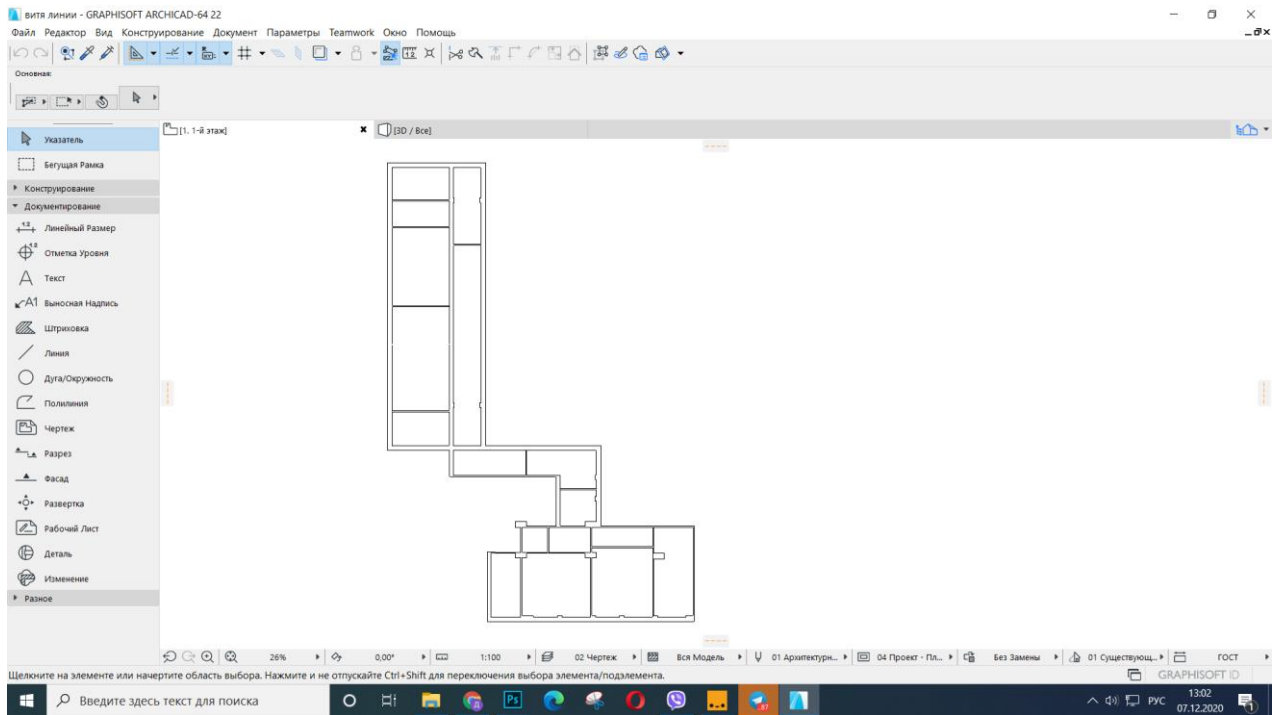 витя линии - GRAPHISOFT ARCHICAD-64 22
Файл Редактор Вид Конструирование Документ Параметры Teamwork Окно Помощь
Основная:
[1. 1-й этаж] [3D / Все]
Указатель
Бегущая Рамка
Конструирование
Документирование
1,2 Линейный Размер
Отметка Уровня
Текст
A1 Выносная Надпись
Штриховка
Линия
Дуга/Окружность
Полилиния
Чертеж
Разрез
Фасад
Развертка
Рабочий Лист
Деталь
Изменение
Разное
26% 0,00° 1:100 02 Чертеж Вся Модель 01 Архитектурн... 04 Проект - Пл... Без Замены 01 Существующ... ГОСТ
Щелкните на элементе или начертите область выбора. Нажмите и не отпускайте Ctrl+Shift для переключения выбора элемента/подэлемента.
GRAPHISOFT ID
Введите здесь текст для поиска
Ps
РУС
13:02
07.12.2020